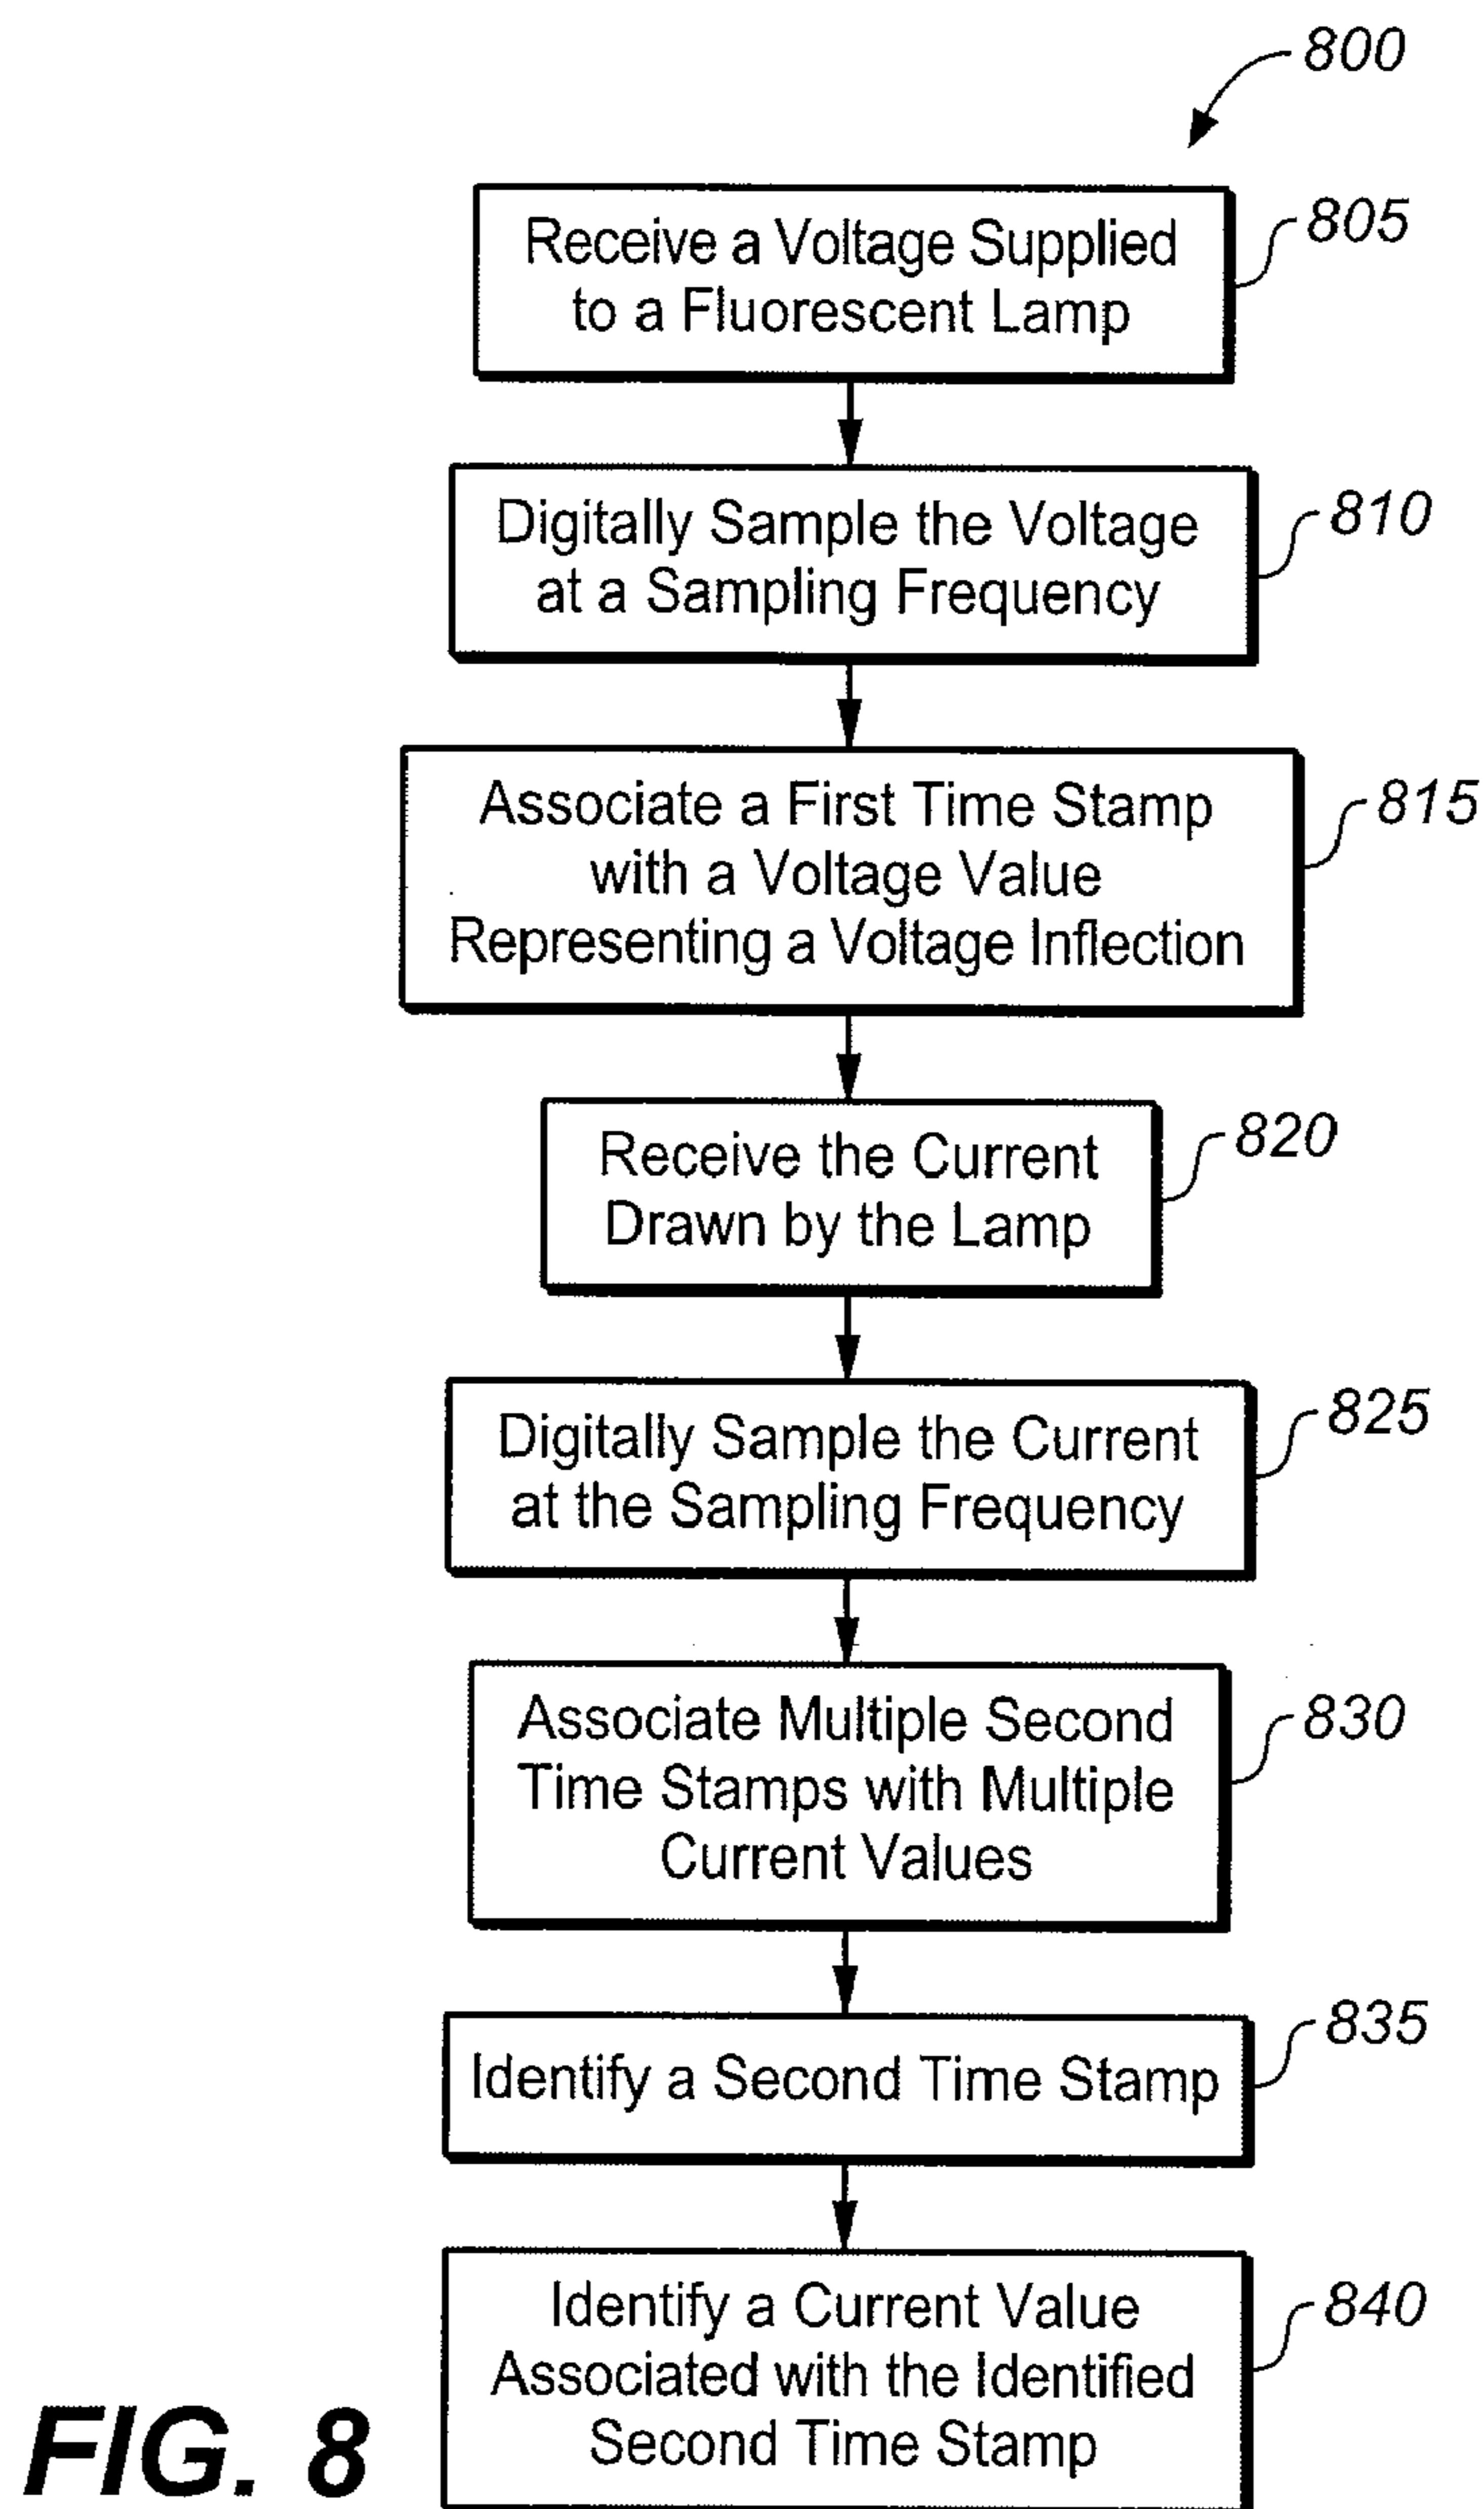 800
Receive a Voltage Supplied
to a Fluorescent Lamp
805
Digitally Sample the Voltage
at a Sampling Frequency
810
Associate a First Time Stamp
with a Voltage Value
Representing a Voltage Inflection
815
Receive the Current
Drawn by the Lamp
820
Digitally Sample the Current
at the Sampling Frequency
825
Associate Multiple Second
Time Stamps with Multiple
Current Values
830
Identify a Second Time Stamp
835
Identify a Current Value
Associated with the Identified
Second Time Stamp
840
FIG. 8